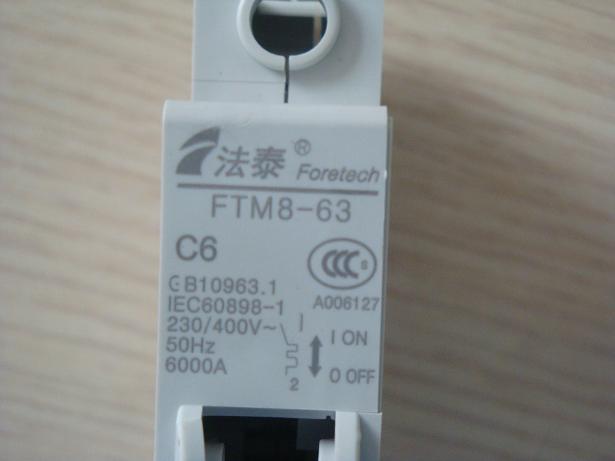 法泰® Foretech
FTM8-63
C6
CCC S
GB10963.1
A006127
IEC60898-1
230/400V~
50Hz
6000A
1
I ON
2
O OFF